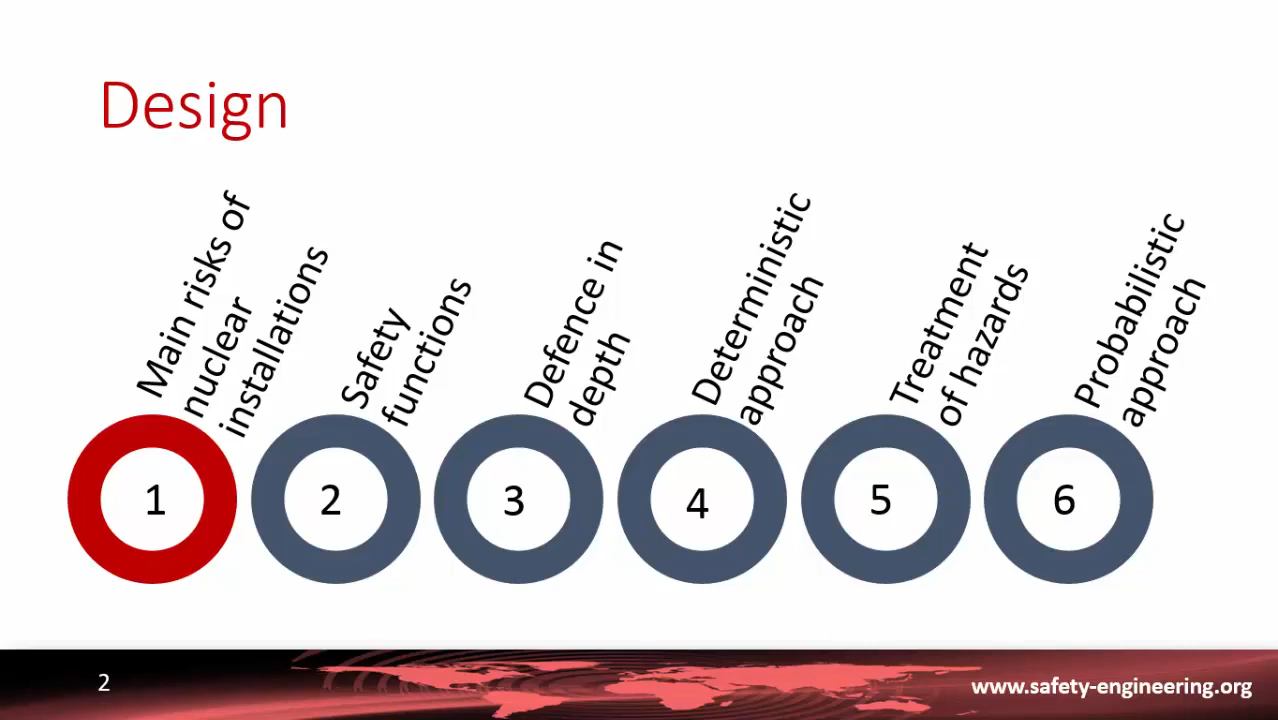 Design
Main risks of
nuclear
installations
Safety
functions
Defence in
depth
Deterministic
approach
Treatment
of hazards
Probabilistic
approach
1
2
3
4
5
6
2
www.safety-engineering.org